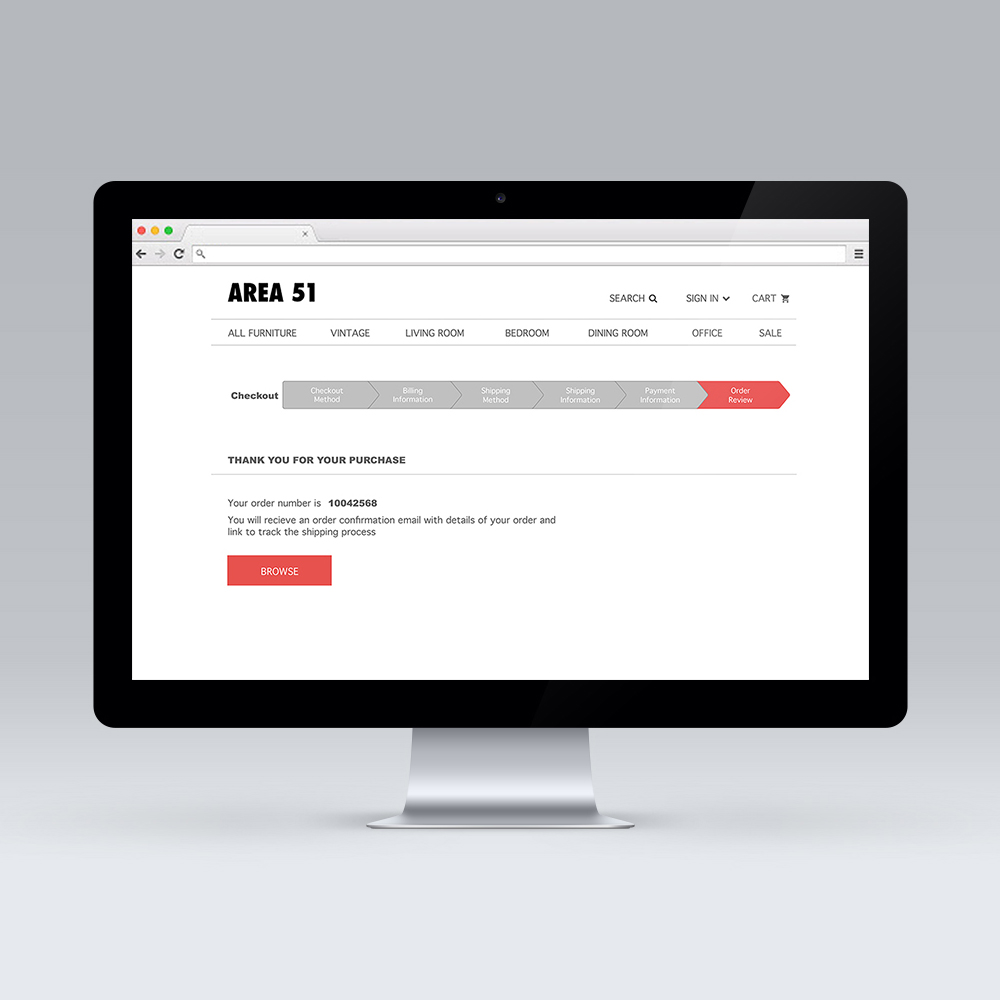 AREA 51
SEARCH
SIGN IN
CART
ALL FURNITURE
VINTAGE
LIVING ROOM
BEDROOM
DINING ROOM
OFFICE
SALE
Checkout
Checkout
Method
Billing
Information
Shipping
Method
Shipping
Information
Payment
Information
Order
Review
THANK YOU FOR YOUR PURCHASE
Your order number is 10042568
You will recieve an order confirmation email with details of your order and
link to track the shipping process
BROWSE